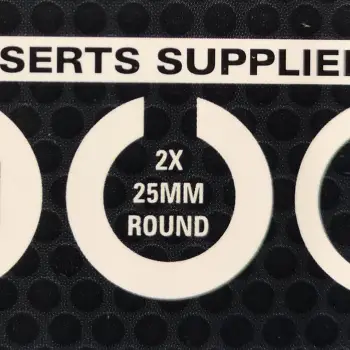 SERTS SUPPLIE
2X
25MM
ROUND